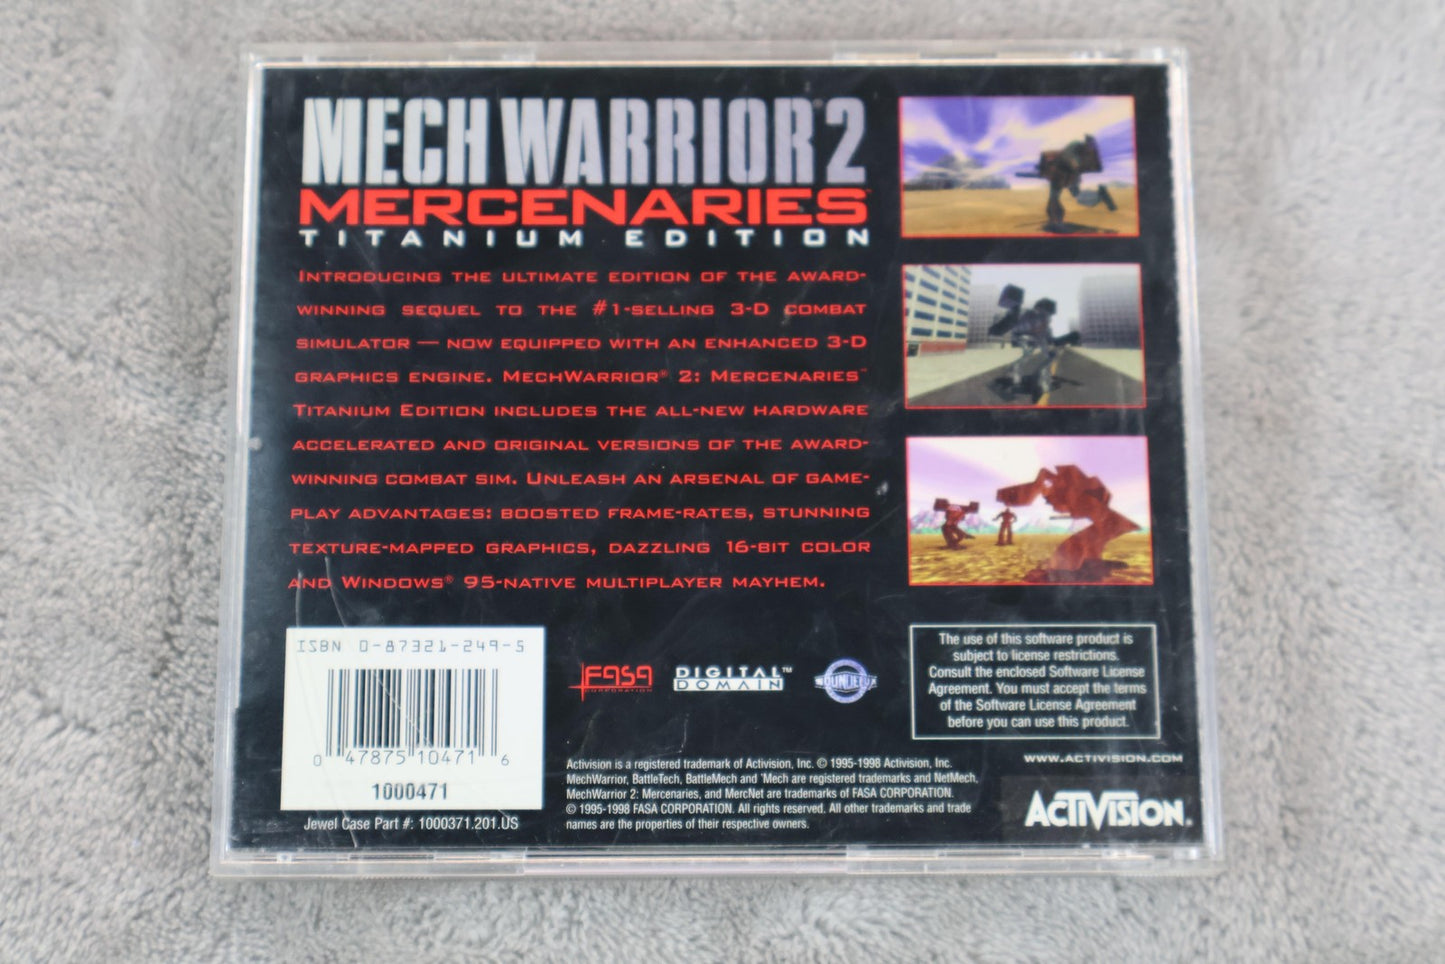 MECHWARRIOR® 2
MERCENARIES™
TITANIUM EDITION
INTRODUCING THE ULTIMATE EDITION OF THE AWARD-
WINNING SEQUEL TO THE #1-SELLING 3-D COMBAT
SIMULATOR — NOW EQUIPPED WITH AN ENHANCED 3-D
GRAPHICS ENGINE. MECHWARRIOR® 2: MERCENARIES™
TITANIUM EDITION INCLUDES THE ALL-NEW HARDWARE
ACCELERATED AND ORIGINAL VERSIONS OF THE AWARD-
WINNING COMBAT SIM. UNLEASH AN ARSENAL OF GAME-
PLAY ADVANTAGES: BOOSTED FRAME-RATES, STUNNING
TEXTURE-MAPPED GRAPHICS, DAZZLING 16-BIT COLOR
AND WINDOWS® 95-NATIVE MULTIPLAYER MAYHEM.
ISBN 0-87321-249-5
0 47875 10471 6
1000471
Jewel Case Part #: 1000371.201.US
FASA
CORPORATION
DIGITAL™
DOMAIN
SOUNDELUX
The use of this software product is
subject to license restrictions.
Consult the enclosed Software License
Agreement. You must accept the terms
of the Software License Agreement
before you can use this product.
Activision is a registered trademark of Activision, Inc. © 1995-1998 Activision, Inc.
MechWarrior, BattleTech, BattleMech and 'Mech are registered trademarks and NetMech,
MechWarrior 2: Mercenaries, and MercNet are trademarks of FASA CORPORATION.
© 1995-1998 FASA CORPORATION. All rights reserved. All other trademarks and trade
names are the properties of their respective owners.
WWW.ACTIVISION.COM
ACTIVISION®